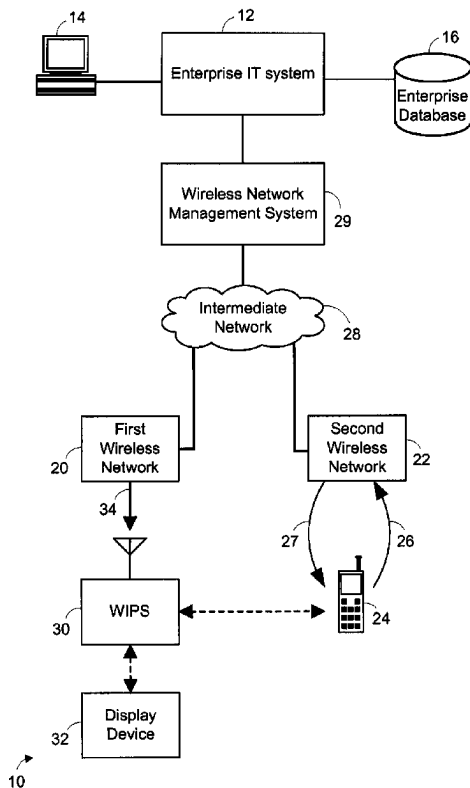 14
12
16
Enterprise IT system
Enterprise
Database
Wireless Network
Management System
29
Intermediate
Network
28
First
Wireless
Network
20
Second
Wireless
Network
22
34
27
26
24
WIPS
30
Display
Device
32
10